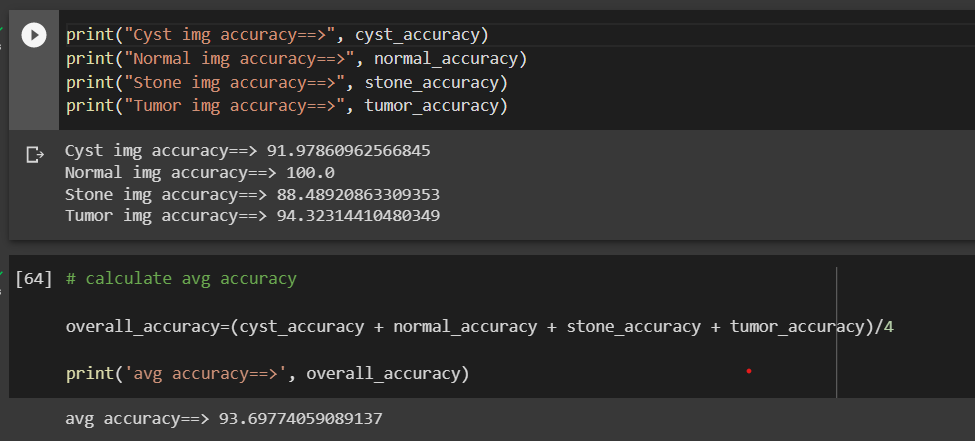 print("Cyst img accuracy==>", cyst_accuracy)
print("Normal img accuracy==>", normal_accuracy)
print("Stone img accuracy==>", stone_accuracy)
print("Tumor img accuracy==>", tumor_accuracy)
Cyst img accuracy==> 91.97860962566845
Normal img accuracy==> 100.0
Stone img accuracy==> 88.48920863309353
Tumor img accuracy==> 94.32314410480349
[64] # calculate avg accuracy
overall_accuracy=(cyst_accuracy + normal_accuracy + stone_accuracy + tumor_accuracy)/4
print('avg accuracy==>', overall_accuracy)
avg accuracy==> 93.69774059089137